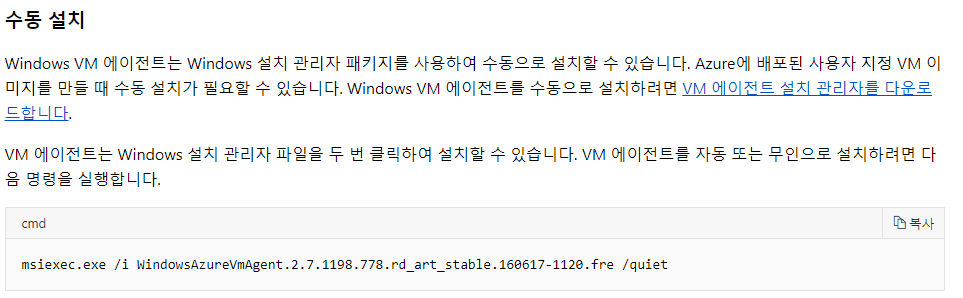 수동 설치
Windows VM 에이전트는 Windows 설치 관리자 패키지를 사용하여 수동으로 설치할 수 있습니다. Azure에 배포된 사용자 지정 VM 이
미지를 만들 때 수동 설치가 필요할 수 있습니다. Windows VM 에이전트를 수동으로 설치하려면 VM 에이전트 설치 관리자를 다운로
드합니다.
VM 에이전트는 Windows 설치 관리자 파일을 두 번 클릭하여 설치할 수 있습니다. VM 에이전트를 자동 또는 무인으로 설치하려면 다
음 명령을 실행합니다.
cmd 복사
msiexec.exe /i WindowsAzureVmAgent.2.7.1198.778.rd_art_stable.160617-1120.fre /quiet